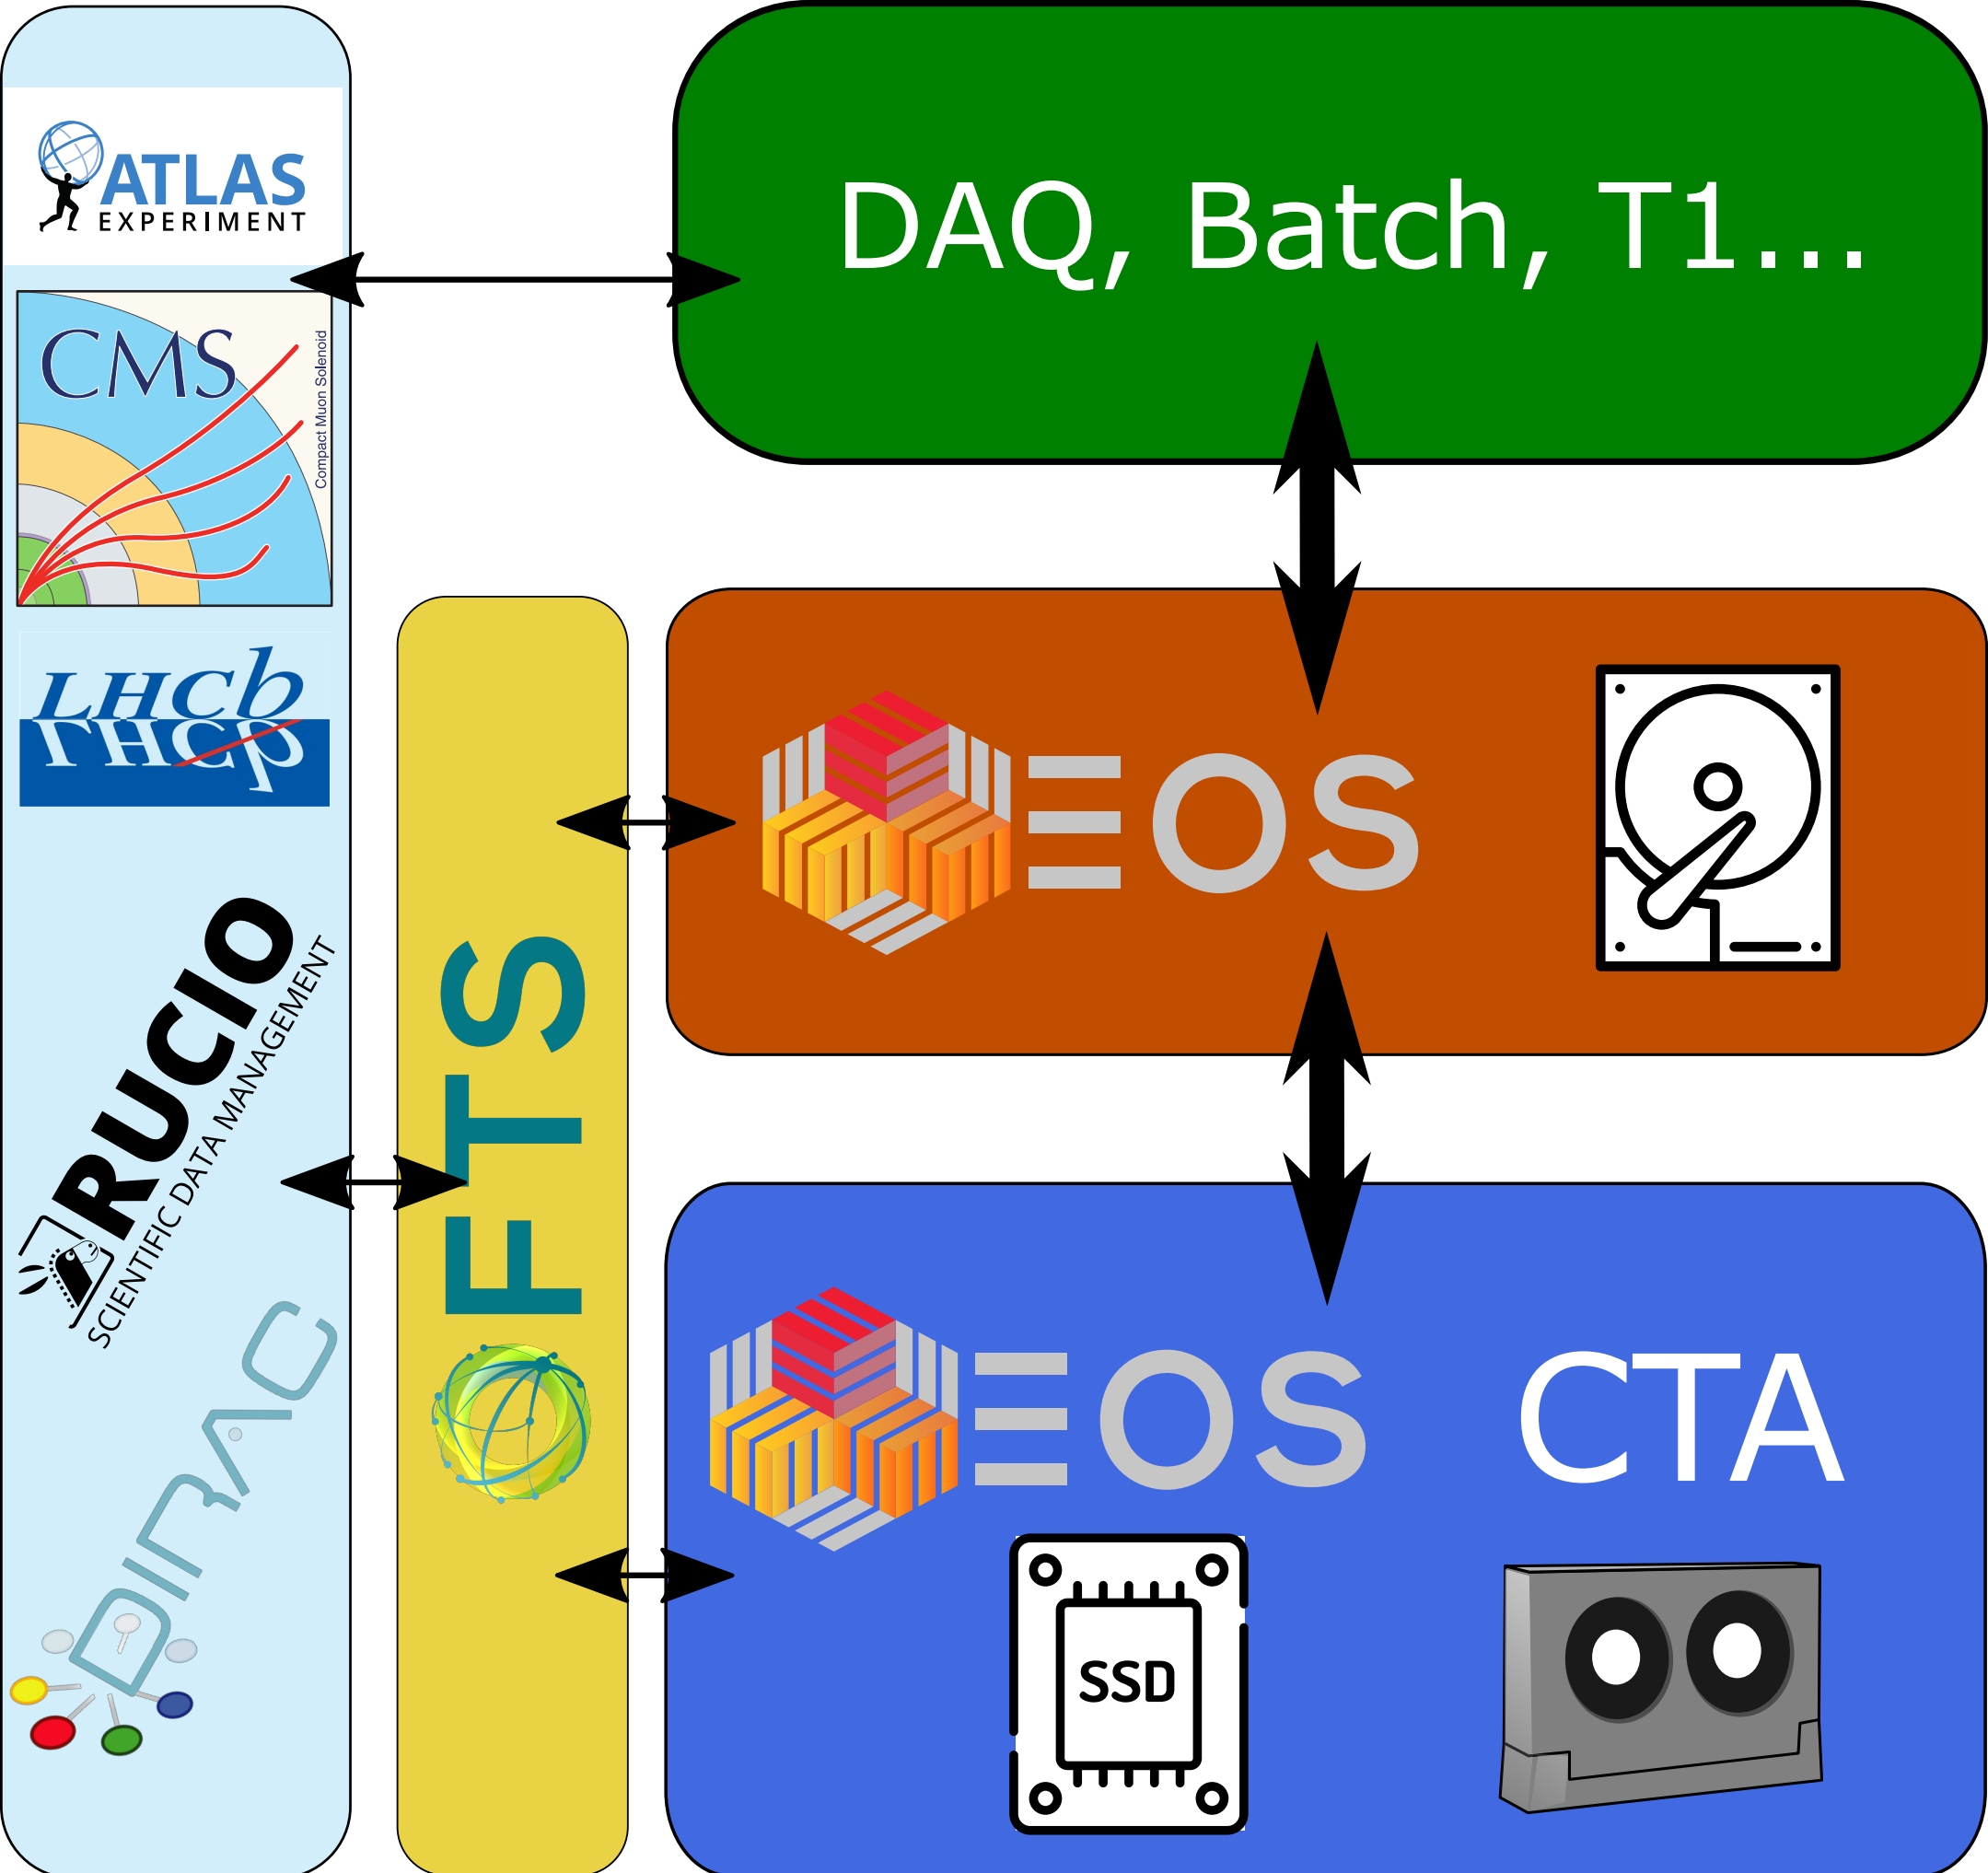 ATLAS
EXPERIMENT
CMS
Compact Muon Solenoid
LHCb
LHCb
RUCIO
SCIENTIFIC DATA MANAGEMENT
DIRAC
FTS
DAQ, Batch, T1...
EOS
EOS
CTA
SSD